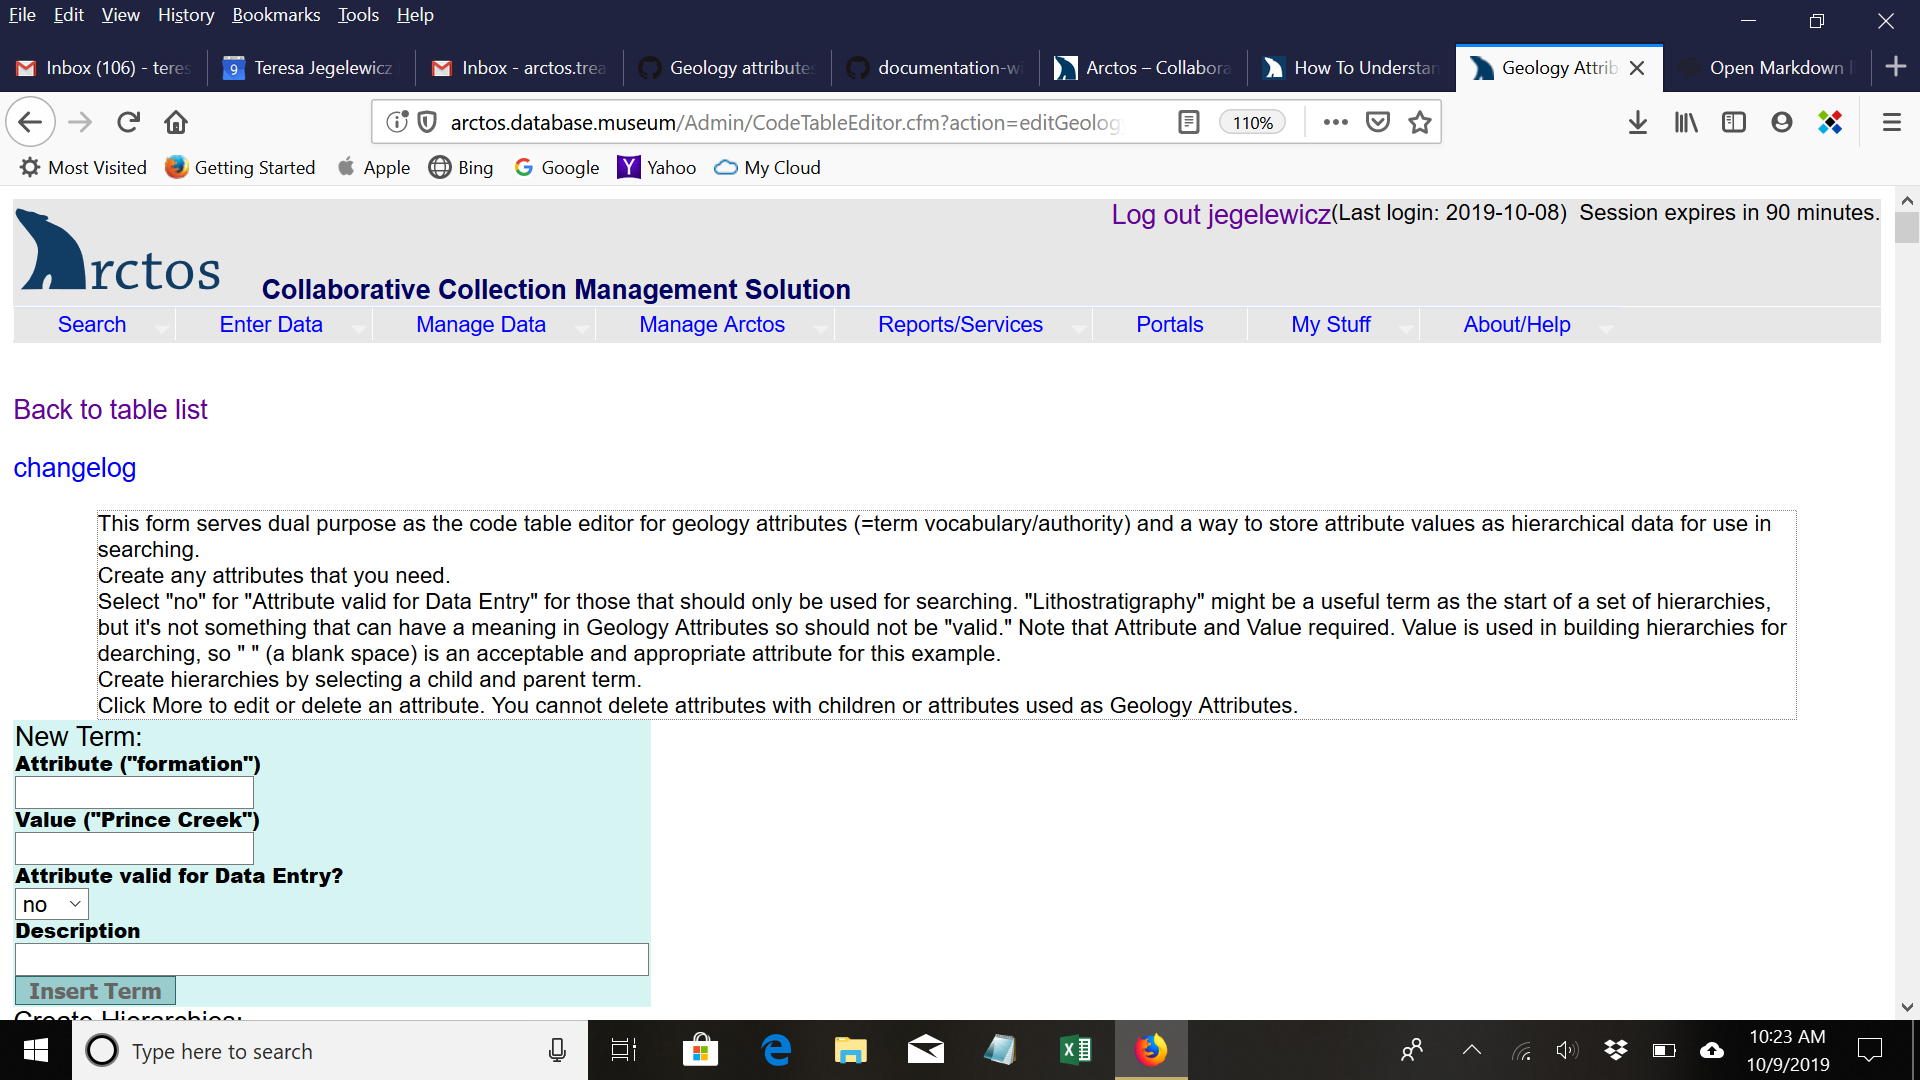 File Edit View History Bookmarks Tools Help
Inbox (106) - teres
9 Teresa Jegelewicz
Inbox - arctos.trea
Geology attributes
documentation-wi
Arctos – Collabora
How To Understan
Geology Attrib
Open Markdown
arctos.database.museum/Admin/CodeTableEditor.cfm?action=editGeolog
110%
Most Visited Getting Started Apple Bing Google Yahoo My Cloud
Log out jegelewicz(Last login: 2019-10-08) Session expires in 90 minutes.
Arctos
Collaborative Collection Management Solution
Search Enter Data Manage Data Manage Arctos Reports/Services Portals My Stuff About/Help
Back to table list
changelog
This form serves dual purpose as the code table editor for geology attributes (=term vocabulary/authority) and a way to store attribute values as hierarchical data for use in
searching.
Create any attributes that you need.
Select "no" for "Attribute valid for Data Entry" for those that should only be used for searching. "Lithostratigraphy" might be a useful term as the start of a set of hierarchies,
but it's not something that can have a meaning in Geology Attributes so should not be "valid." Note that Attribute and Value required. Value is used in building hierarchies for
dearching, so " " (a blank space) is an acceptable and appropriate attribute for this example.
Create hierarchies by selecting a child and parent term.
Click More to edit or delete an attribute. You cannot delete attributes with children or attributes used as Geology Attributes.
New Term:
Attribute ("formation")
Value ("Prince Creek")
Attribute valid for Data Entry?
no
Description
Insert Term
Create Hierarchies:
Type here to search
10:23 AM
10/9/2019